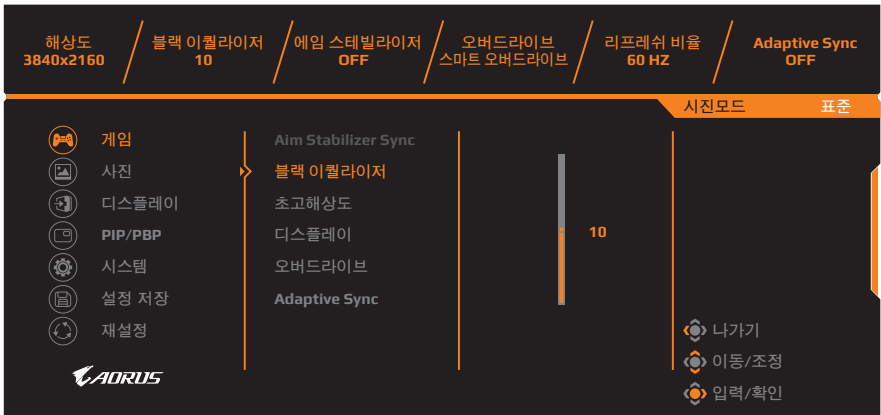 해상도
3840x2160
블랙 이퀄라이저
10
에임 스테빌라이저
OFF
오버드라이브
스마트 오버드라이브
리프레쉬 비율
60 HZ
Adaptive Sync
OFF
시진모드 표준
게임
사진
디스플레이
PIP/PBP
시스템
설정 저장
재설정
AORUS
Aim Stabilizer Sync
블랙 이퀄라이저
초고해상도
디스플레이
오버드라이브
Adaptive Sync
10
나가기
이동/조정
입력/확인